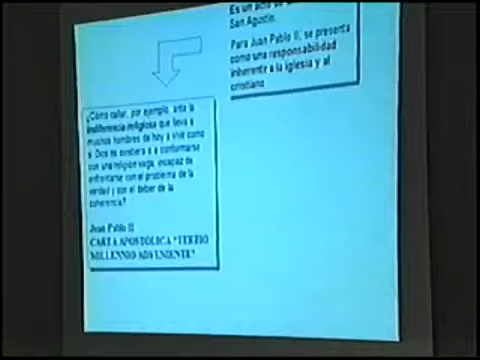 Es un acto de
San Agustín.
Para Juan Pablo II, se presenta
como una responsabilidad
inherente a la iglesia y al
cristiano
¿Cómo callar, por ejemplo, ante la
indiferencia religiosa que lleva a
muchos hombres de hoy a vivir como
si Dios no existiera o a conformarse
con una religión vaga, incapaz de
enfrentarse con el problema de la
verdad y con el deber de la
coherencia?
Juan Pablo II
CARTA APOSTÓLICA "TERTIO
MILLENNIO ADVENIENTE"